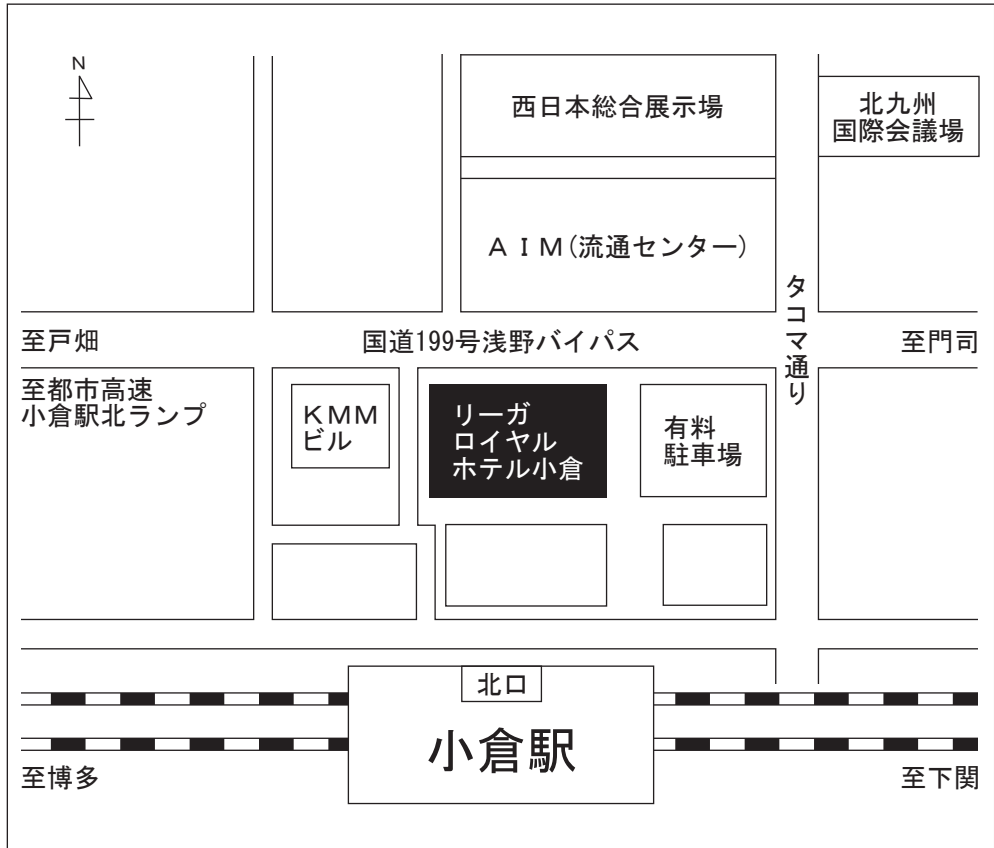 N
西日本総合展示場
北九州
国際会議場
ＡＩＭ(流通センター)
タコマ通り
至戸畑
国道199号浅野バイパス
至門司
至都市高速
小倉駅北ランプ
ＫＭＭ
ビル
リーガ
ロイヤル
ホテル小倉
有料
駐車場
北口
小倉駅
至博多
至下関